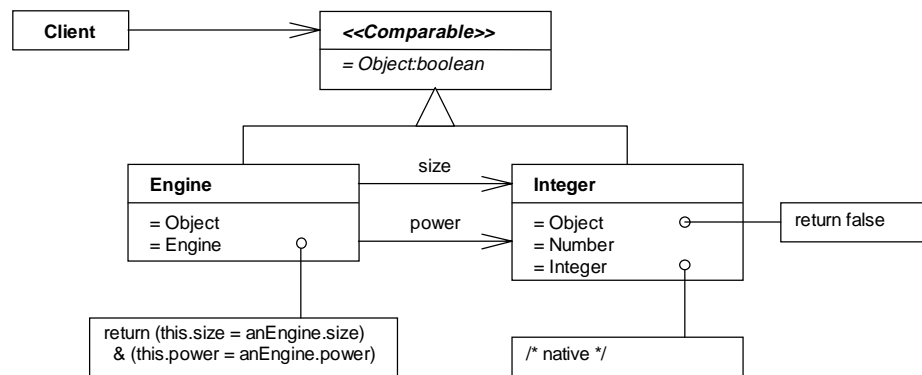 Client
<<Comparable>>
= Object:boolean
size
Engine
Integer
= Object
= Engine
power
= Object
= Number
= Integer
return false
return (this.size = anEngine.size)
& (this.power = anEngine.power)
/* native */